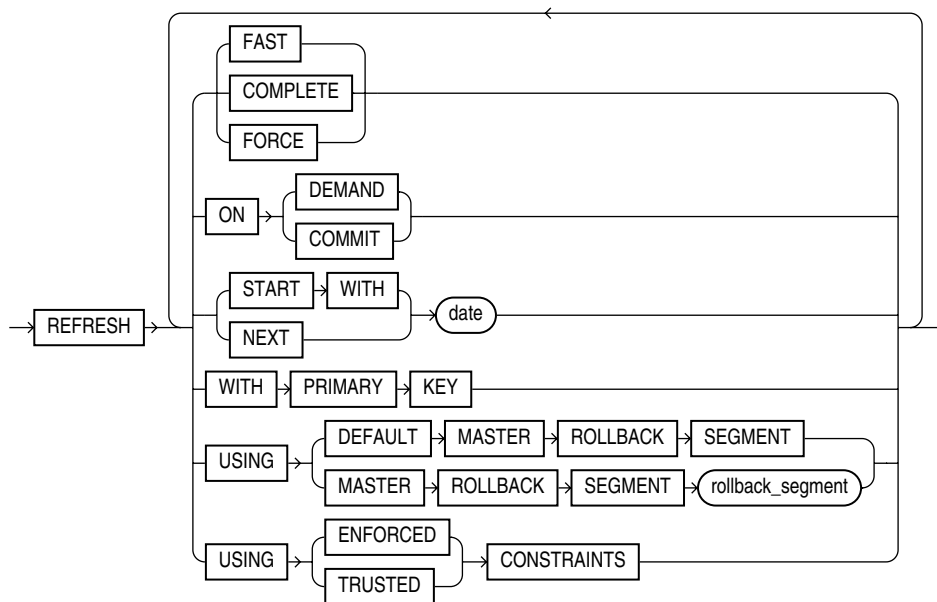 FAST
COMPLETE
FORCE
ON DEMAND
COMMIT
START WITH
NEXT date
REFRESH
WITH PRIMARY KEY
USING DEFAULT MASTER ROLLBACK SEGMENT
MASTER ROLLBACK SEGMENT rollback_segment
USING ENFORCED
TRUSTED CONSTRAINTS